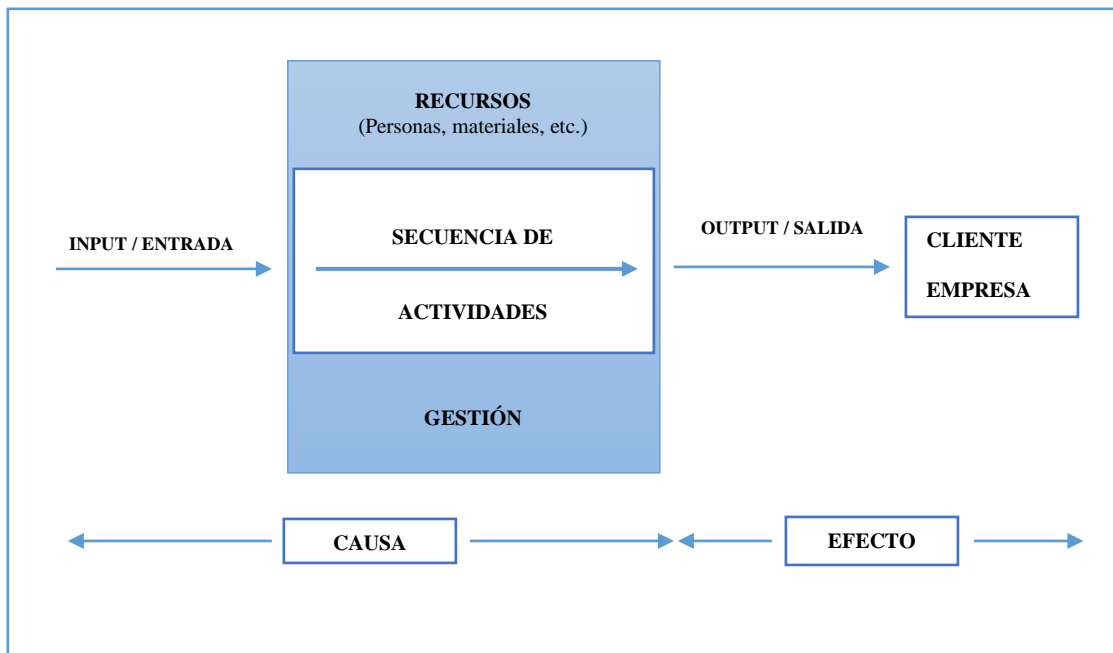 RECURSOS
(Personas, materiales, etc.)
INPUT / ENTRADA
SECUENCIA DE
ACTIVIDADES
OUTPUT / SALIDA
CLIENTE
EMPRESA
GESTIÓN
CAUSA
EFECTO